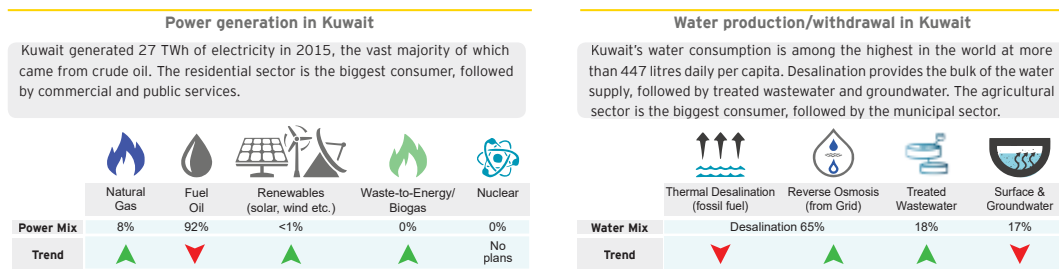 Power generation in Kuwait
Kuwait generated 27 TWh of electricity in 2015, the vast majority of which
came from crude oil. The residential sector is the biggest consumer, followed
by commercial and public services.
Natural Gas
Fuel Oil
Renewables (solar, wind etc.)
Waste-to-Energy/ Biogas
Nuclear
Power Mix 8% 92% <1% 0% 0%
Trend No plans
Water production/withdrawal in Kuwait
Kuwait's water consumption is among the highest in the world at more
than 447 litres daily per capita. Desalination provides the bulk of the water
supply, followed by treated wastewater and groundwater. The agricultural
sector is the biggest consumer, followed by the municipal sector.
Thermal Desalination (fossil fuel)
Reverse Osmosis (from Grid)
Treated Wastewater
Surface & Groundwater
Water Mix Desalination 65% 18% 17%
Trend